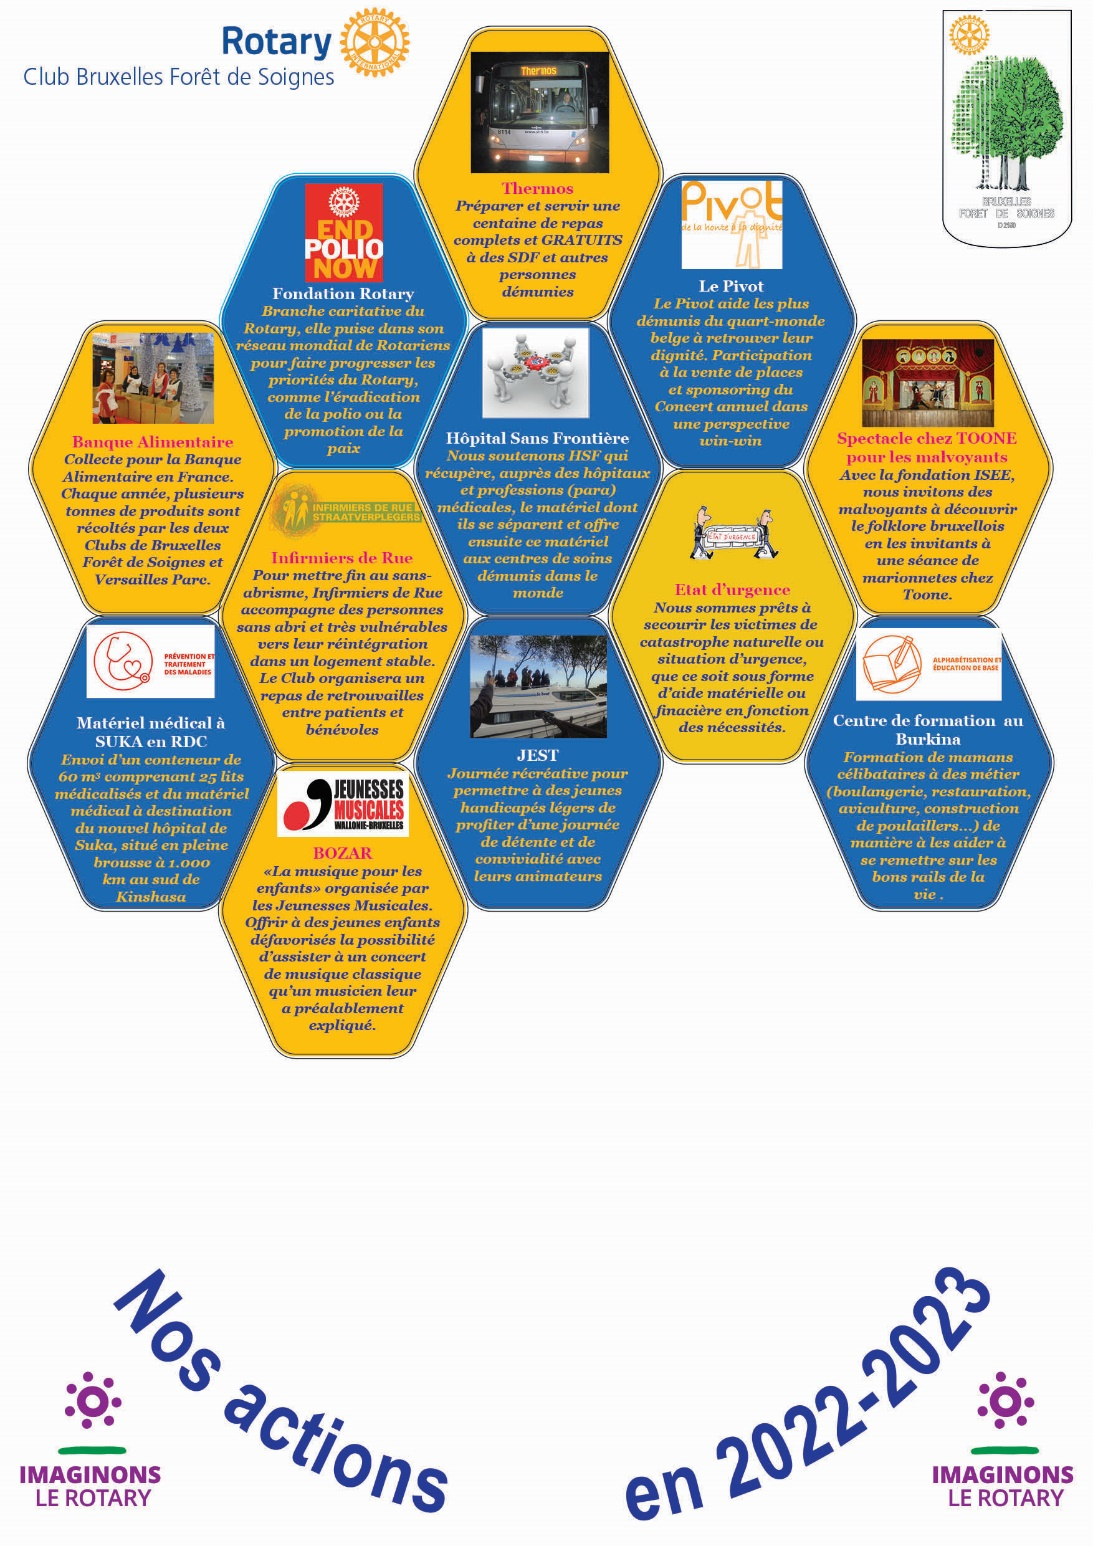 Rotary
Club Bruxelles Forêt de Soignes
ROTARY
INTERNATIONAL
BRUXELLES
FORET DE SOIGNES
D 2180
Thermos
Thermos
Préparer et servir une
centaine de repas
complets et GRATUITS
à des SDF et autres
personnes
démunies
END
POLIO
NOW
Fondation Rotary
Branche caritative du
Rotary, elle puise dans son
réseau mondial de Rotariens
pour faire progresser les
priorités du Rotary,
comme l'éradication
de la polio ou la
promotion de la
paix
Pivot
de la honte à la dignité
Le Pivot
Le Pivot aide les plus
démunis du quart-monde
belge à retrouver leur
dignité. Participation
à la vente de places
et sponsoring du
Concert annuel dans
une perspective
win-win
Banque Alimentaire
Collecte pour la Banque
Alimentaire en France.
Chaque année, plusieurs
tonnes de produits sont
récoltés par les deux
Clubs de Bruxelles
Forêt de Soignes et
Versailles Parc.
Hôpital Sans Frontière
Nous soutenons HSF qui
récupère, auprès des hôpitaux
et professions (para)
médicales, le matériel dont
ils se séparent et offre
ensuite ce matériel
aux centres de soins
démunis dans le
monde
Spectacle chez TOONE
pour les malvoyants
Avec la fondation ISEE,
nous invitons des
malvoyants à découvrir
le folklore bruxellois
en les invitants à
une séance de
marionnetes chez
Toone.
INFIRMIERS DE RUE
STRAATVERPLEGERS
Infirmiers de Rue
Pour mettre fin au sans-
abrisme, Infirmiers de Rue
accompagne des personnes
sans abri et très vulnérables
vers leur réintégration
dans un logement stable.
Le Club organisera un
repas de retrouvailles
entre patients et
bénévoles
ETAT D'URGENCE
Etat d'urgence
Nous sommes prêts à
secourir les victimes de
catastrophe naturelle ou
situation d'urgence,
que ce soit sous forme
d'aide matérielle ou
finacière en fonction
des nécessités.
PRÉVENTION ET
TRAITEMENT
DES MALADIES
Matériel médical à
SUKA en RDC
Envoi d'un conteneur de
60 m³ comprenant 25 lits
médicalisés et du matériel
médical à destination
du nouvel hôpital de
Suka, situé en pleine
brousse à 1.000
km au sud de
Kinshasa
JEST
Journée récréative pour
permettre à des jeunes
handicapés légers de
profiter d'une journée
de détente et de
convivialité avec
leurs animateurs
ALPHABÉTISATION ET
ÉDUCATION DE BASE
Centre de formation au
Burkina
Formation de mamans
célibataires à des métier
(boulangerie, restauration,
aviculture, construction
de poulaillers...) de
manière à les aider à
se remettre sur les
bons rails de la
vie .
JEUNESSES
MUSICALES
WALLONIE-BRUXELLES
BOZAR
«La musique pour les
enfants» organisée par
les Jeunesses Musicales.
Offrir à des jeunes enfants
défavorisés la possibilité
d'assister à un concert
de musique classique
qu'un musicien leur
a préalablement
expliqué.
Nos actions
en 2022-2023
IMAGINONS
LE ROTARY
IMAGINONS
LE ROTARY